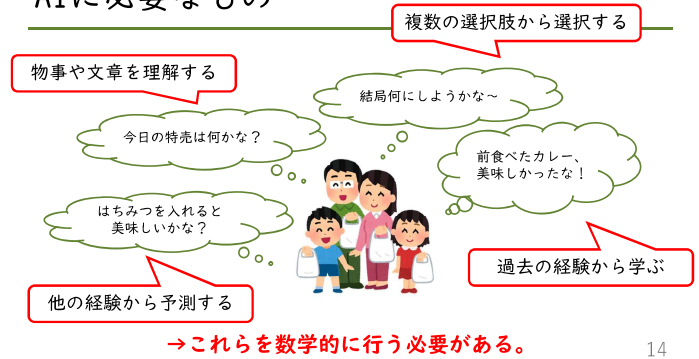 AIに必要なもの
複数の選択肢から選択する
物事や文章を理解する
結局何にしようかな～
今日の特売は何かな？
前食べたカレー、
美味しかったな！
はちみつを入れると
美味しいかな？
過去の経験から学ぶ
他の経験から予測する
→これらを数学的に行う必要がある。
14